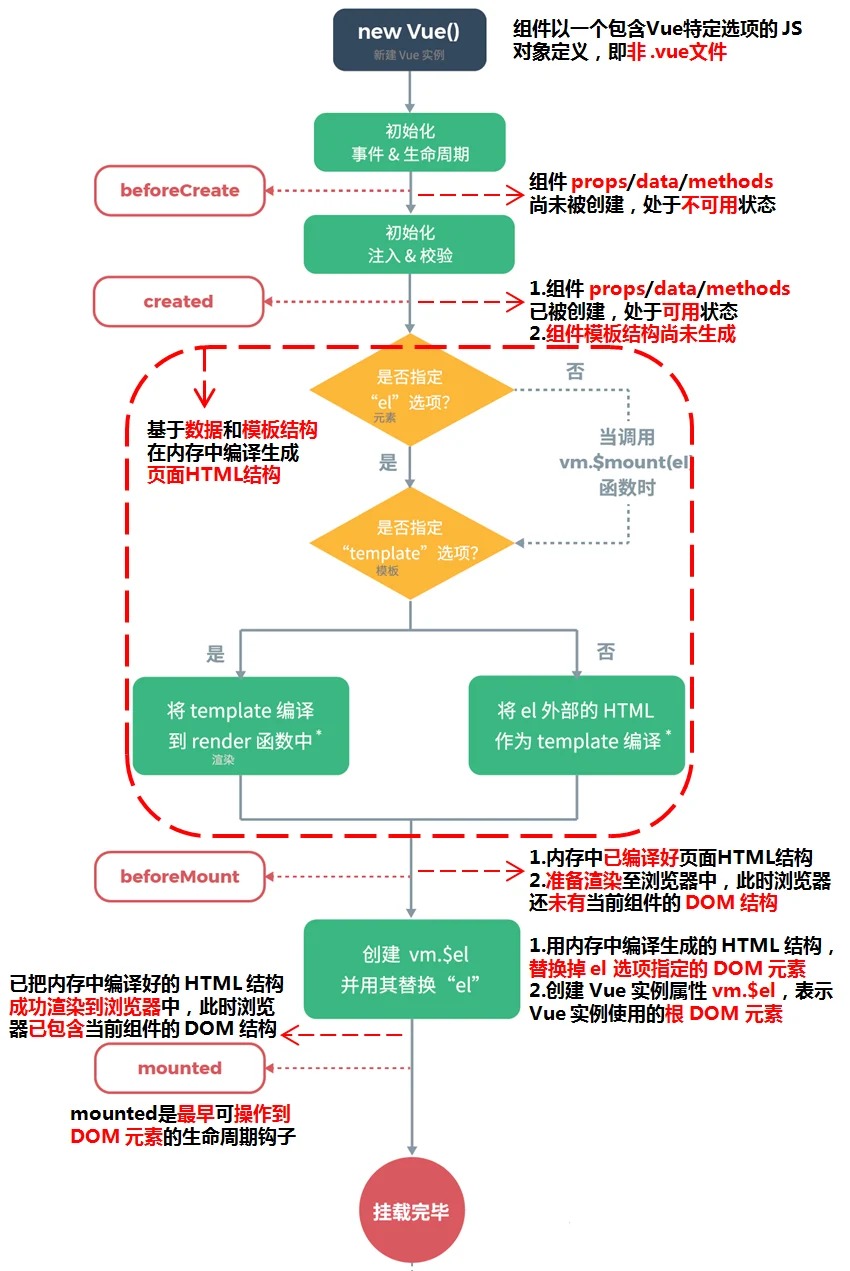 new Vue()
新建 Vue 实例
组件以一个包含Vue特定选项的 JS
对象定义，即非 .vue文件
初始化
事件 & 生命周期
beforeCreate
组件 props/data/methods
尚未被创建，处于不可用状态
初始化
注入 & 校验
created
1.组件 props/data/methods
已被创建，处于可用状态
2.组件模板结构尚未生成
是否指定
“el”选项?
元素
否
基于数据和模板结构
在内存中编译生成
页面HTML结构
当调用
vm.$mount(el)
函数时
是
是否指定
“template”选项?
模板
是
否
将 template 编译
到 render 函数中*
渲染
将 el 外部的 HTML
作为 template 编译*
beforeMount
1.内存中已编译好页面HTML结构
2.准备渲染至浏览器中，此时浏览器
还未有当前组件的 DOM 结构
创建 vm.$el
并用其替换“el”
1.用内存中编译生成的 HTML 结构，
替换掉 el 选项指定的 DOM 元素
2.创建 Vue 实例属性 vm.$el，表示
Vue 实例使用的根 DOM 元素
已把内存中编译好的 HTML 结构
成功渲染到浏览器中，此时浏览
器已包含当前组件的 DOM 结构
mounted
mounted是最早可操作到
DOM 元素的生命周期钩子
挂载完毕